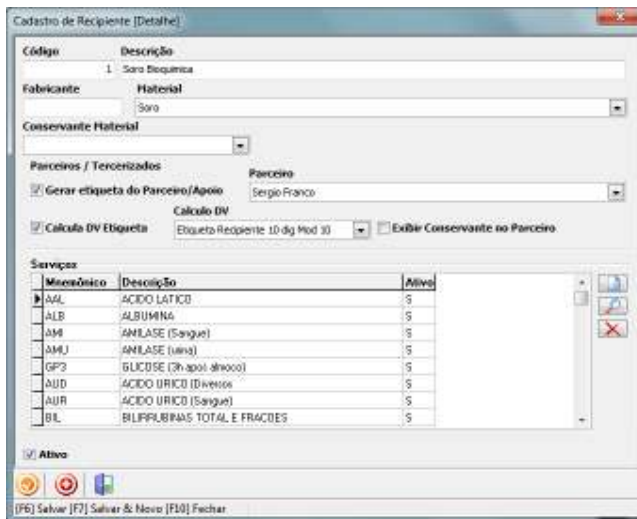 Cadastro de Recipiente [Detalhe]
Código Descrição
1 Soro Bioquimica
Fabricante Material
Soro
Conservante Material
Parceiros / Tercerizados
Parceiro
Gerar etiqueta do Parceiro/Apoio Sergio Franco
Calculo DV
Calcula DV Etiqueta Etiqueta Recipiente 10 dig Mod 10 Exibir Conservante no Parceiro
Serviços
Mnemônico Descrição Ativo
AAL ACIDO LATICO S
ALB ALBUMINA S
AMI AMILASE (Sangue) S
AMU AMILASE (urina) S
GP3 GLICOSE (3h apos almoco) S
AUD ACIDO URICO (Diversos S
AUR ACIDO URICO (Sangue) S
BIL BILIRRUBINAS TOTAL E FRACOES S
Ativo
[F6] Salvar [F7] Salvar & Novo [F10] Fechar